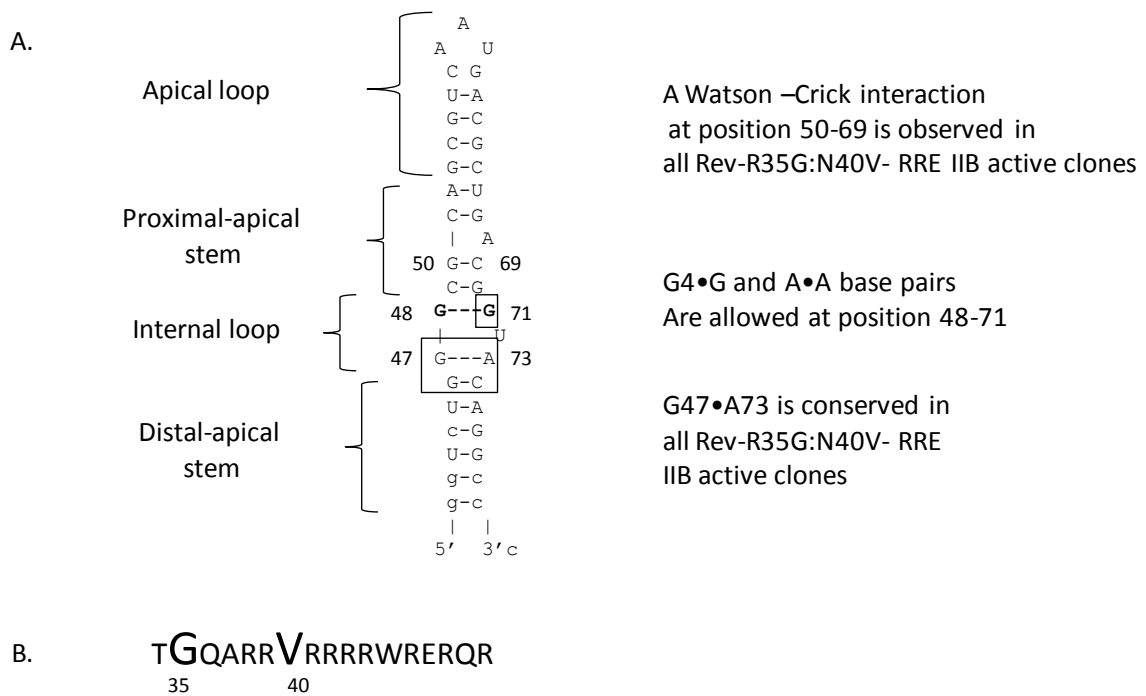 A.
A
A U
Apical loop
C G
U-A
G-C
C-G
G-C
G-C
A-U
C-G
| A
50 G-C 69
C-G
48 G---G 71
| U
47 G---A 73
G-C
U-A
c-G
U-G
g-c
g-c
| |
5' 3'c
Proximal-apical
stem
Internal loop
Distal-apical
stem
A Watson –Crick interaction
at position 50-69 is observed in
all Rev-R35G:N40V- RRE IIB active clones
G4•G and A•A base pairs
Are allowed at position 48-71
G47•A73 is conserved in
all Rev-R35G:N40V- RRE
IIB active clones
B. TGQARRVRRRRWRERQR
35 40